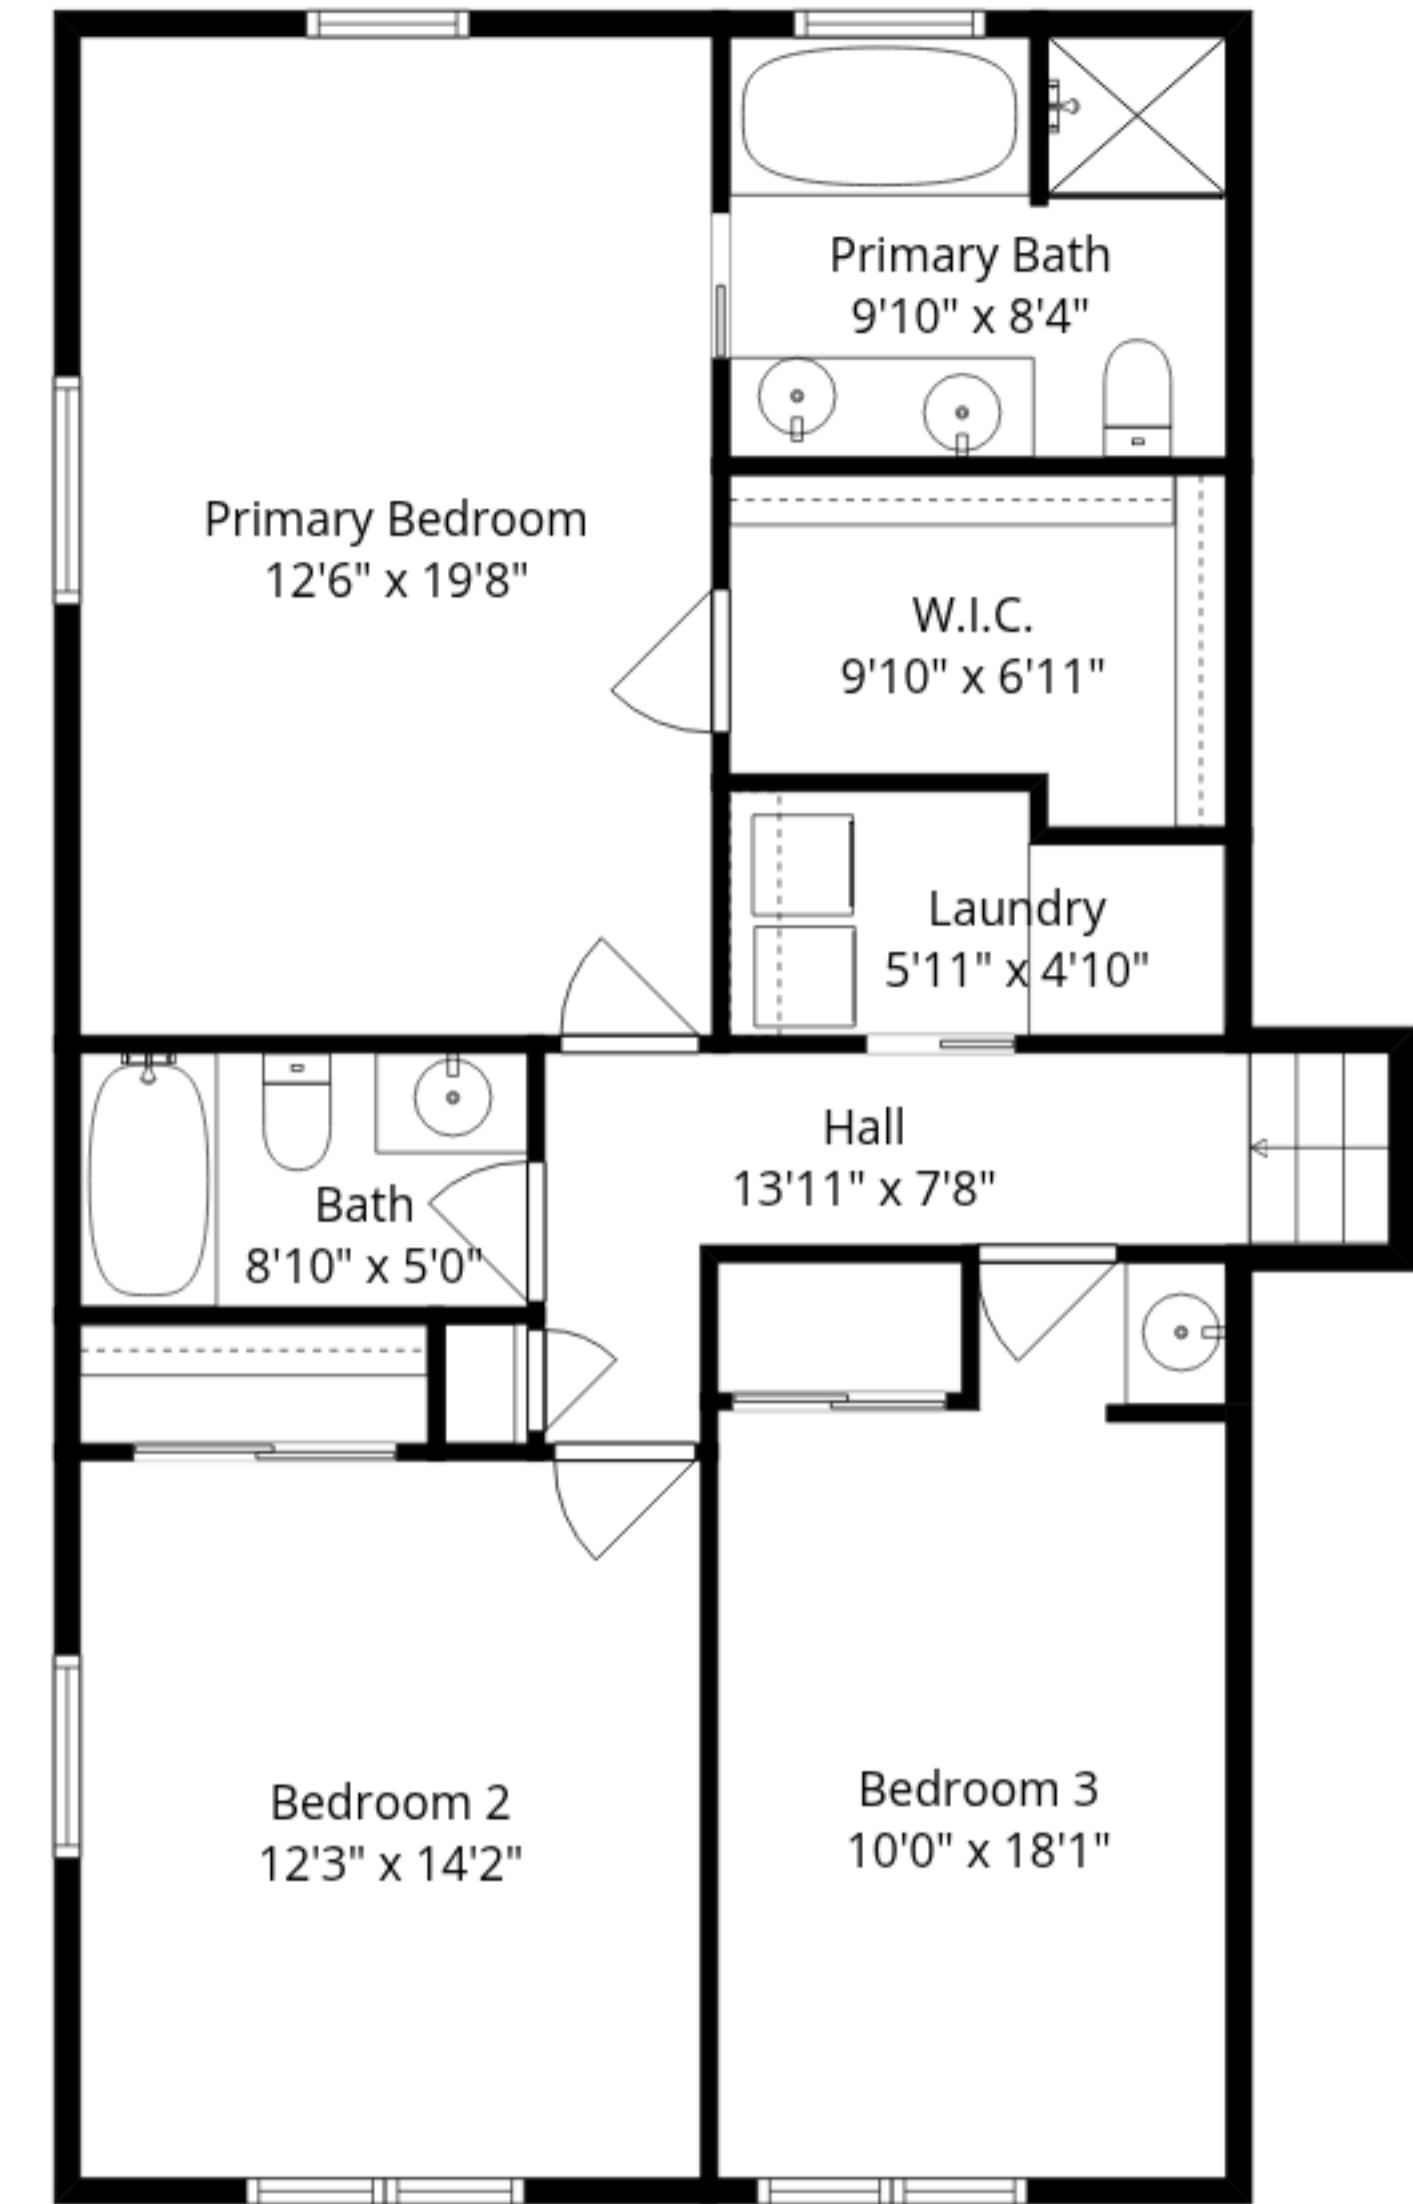 Primary Bath
9'10" x 8'4"
Primary Bedroom
12'6" x 19'8"
W.I.C.
9'10" x 6'11"
Laundry
5'11" x 4'10"
Hall
13'11" x 7'8"
Bath
8'10" x 5'0"
Bedroom 2
12'3" x 14'2"
Bedroom 3
10'0" x 18'1"